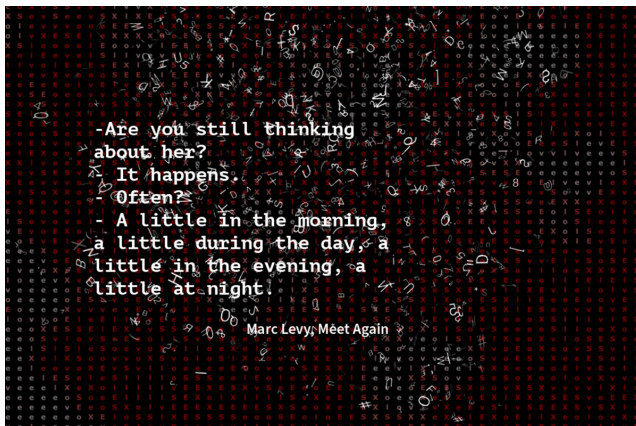 -Are you still thinking
about her?
- It happens.
- Often?
- A little in the morning,
a little during the day, a
little in the evening, a
little at night.
Marc Levy, Meet Again